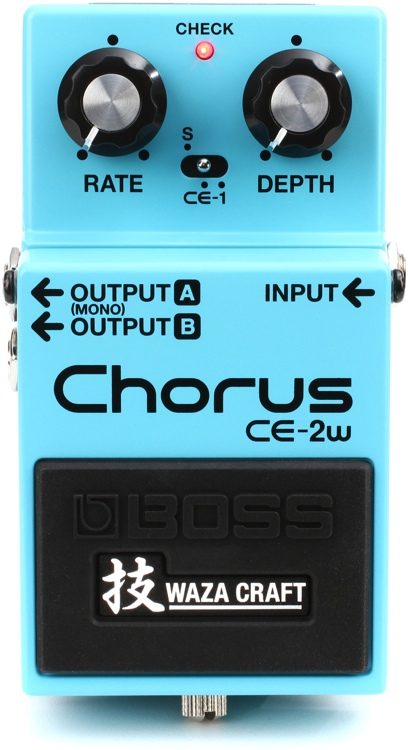 CHECK
S
RATE
DEPTH
CE-1
OUTPUT A
INPUT
(MONO)
OUTPUT B
Chorus
CE-2w
BOSS
技 WAZA CRAFT